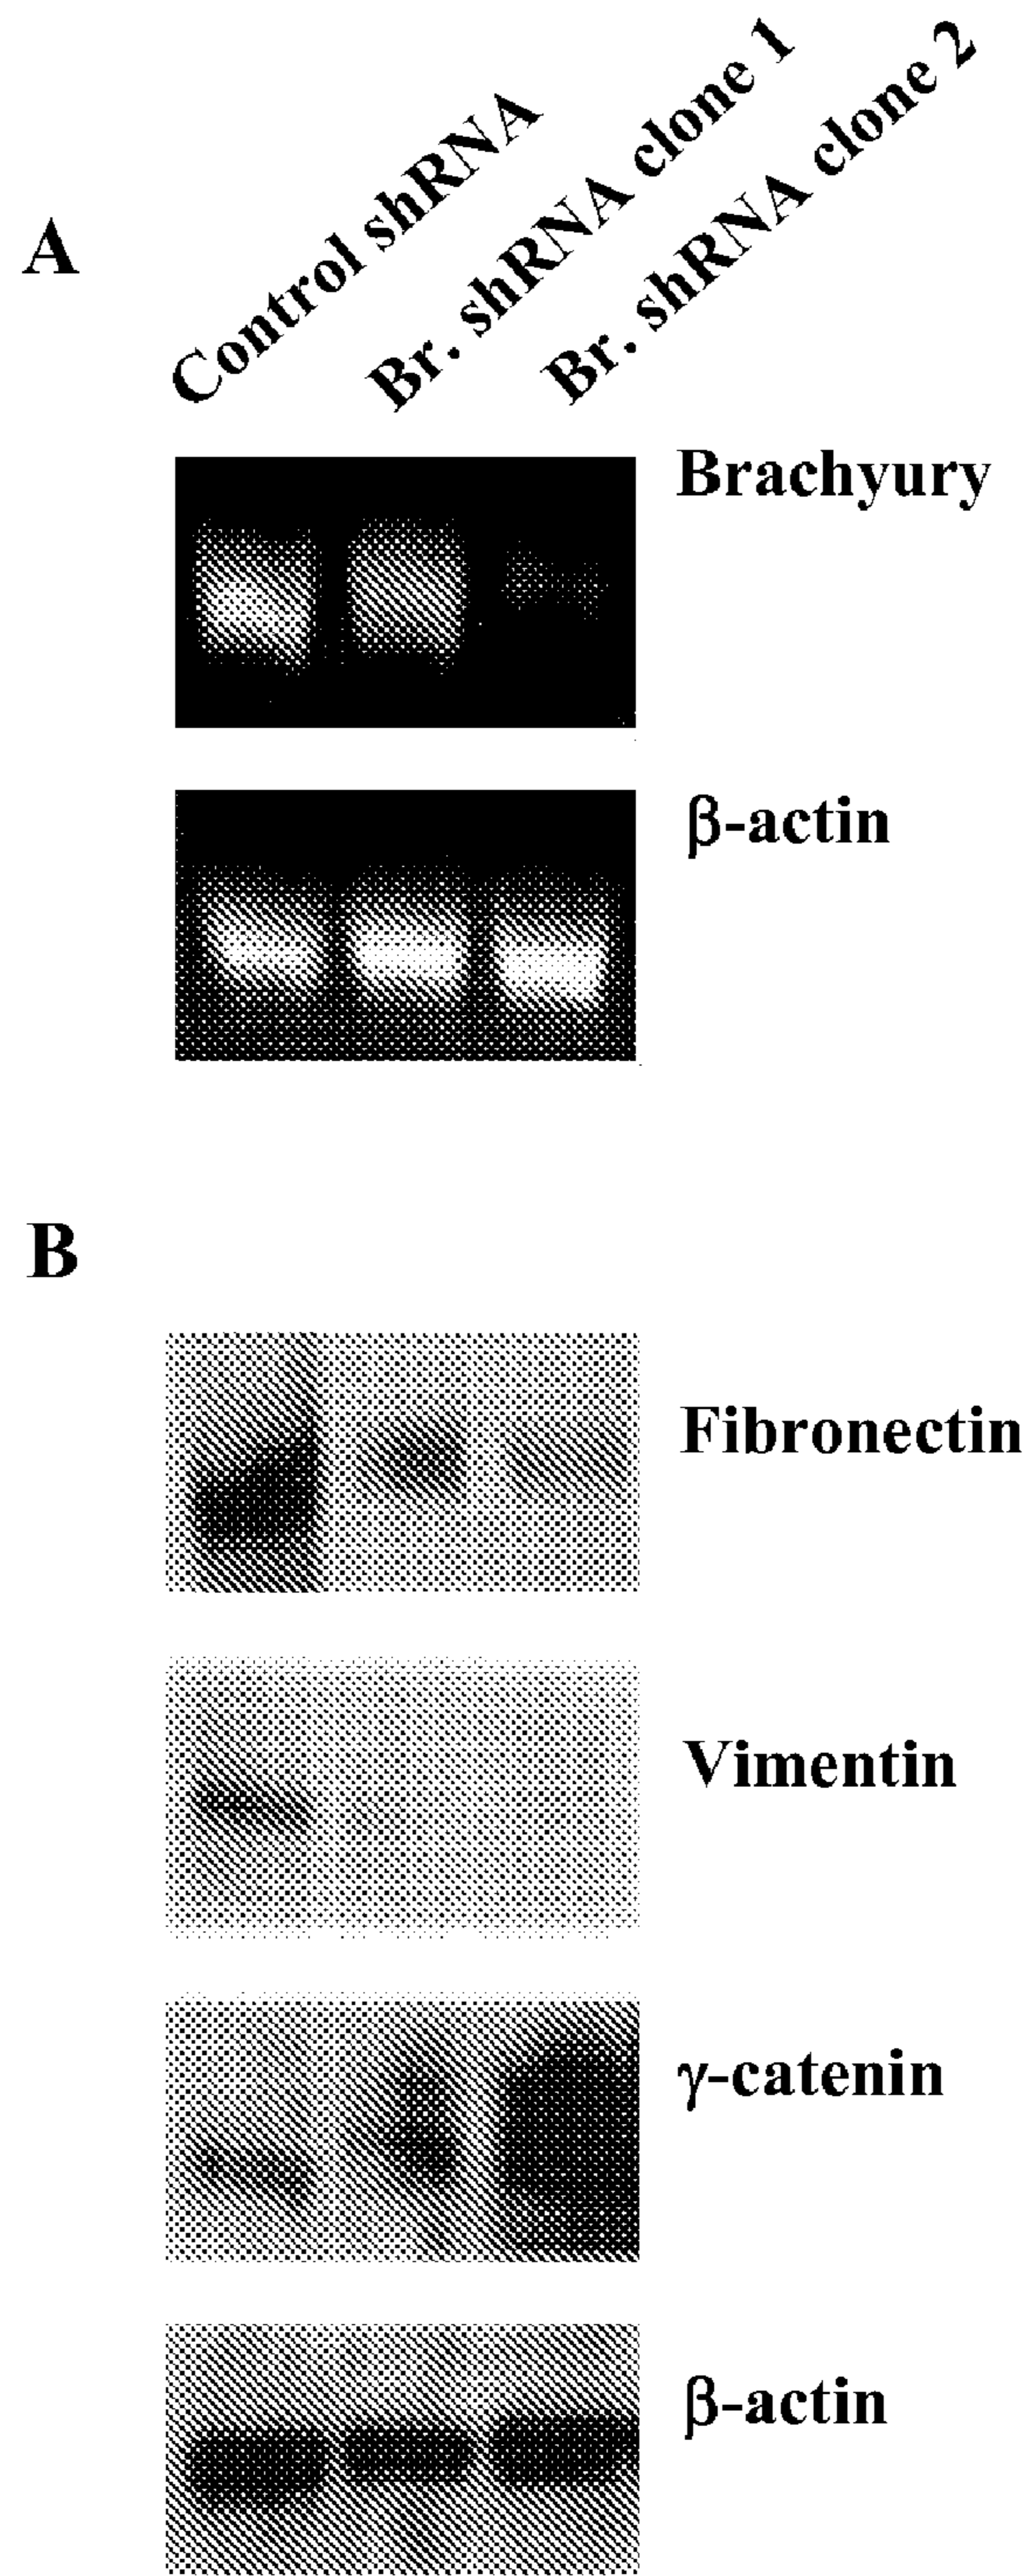 A
Control shRNA
Br. shRNA clone 1
Br. shRNA clone 2
Brachyury
β-actin
B
Fibronectin
Vimentin
γ-catenin
β-actin